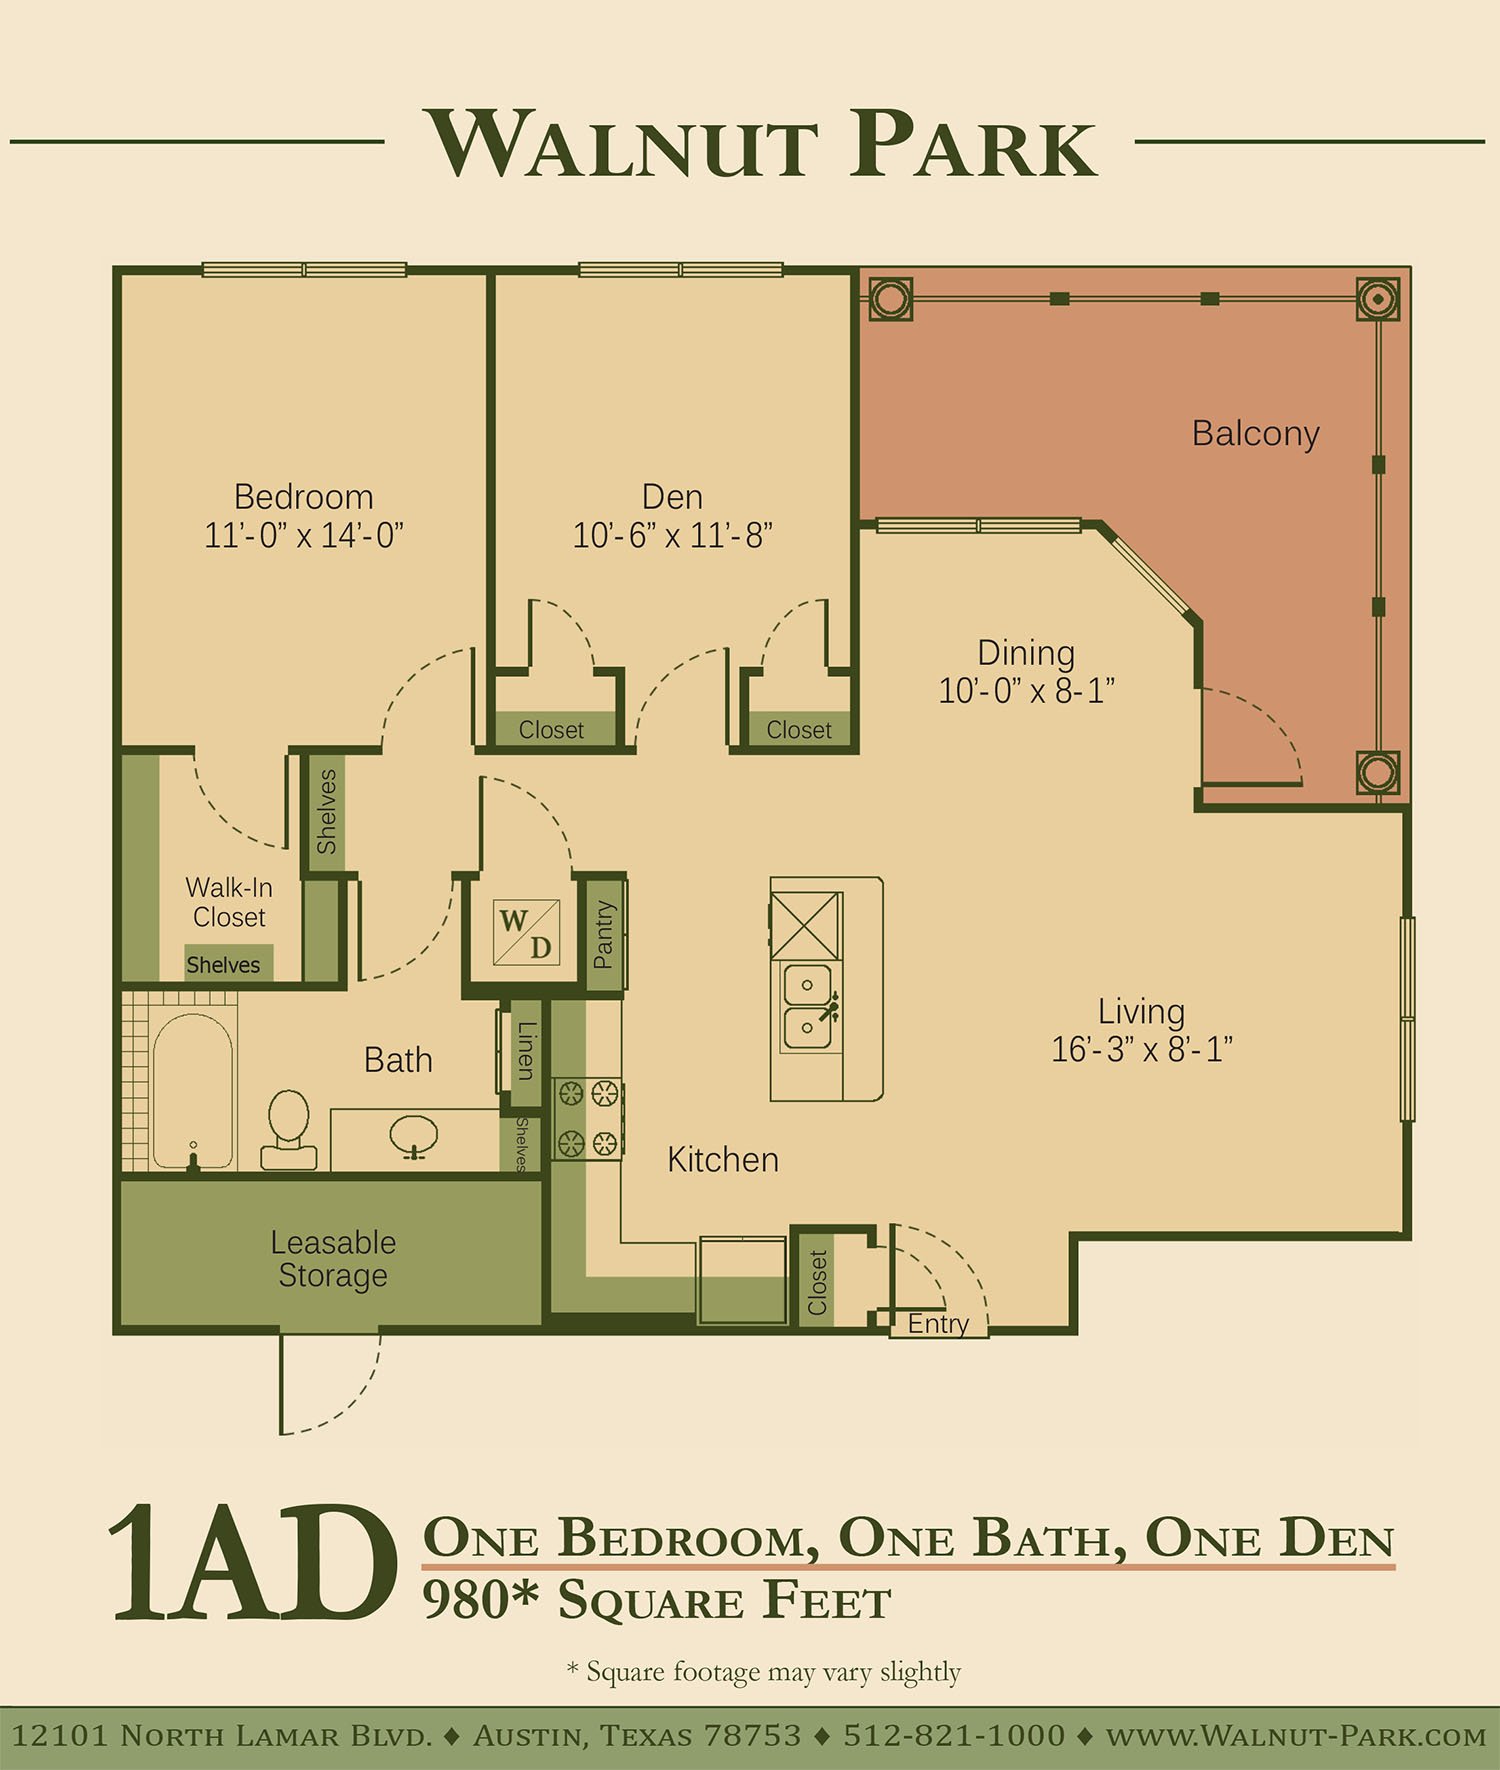 WALNUT PARK
Balcony
Bedroom
11’-0” x 14’-0”
Den
10’-6” x 11’-8”
Dining
10’-0” x 8-1”
Closet
Closet
Shelves
Walk-In
Closet
Shelves
W
D
Pantry
Living
16’-3” x 8’-1”
Bath
Linen
Shelves
Kitchen
Leasable
Storage
Closet
Entry
1AD
ONE BEDROOM, ONE BATH, ONE DEN
980* SQUARE FEET
* Square footage may vary slightly
12101 NORTH LAMAR BLVD. ♦ AUSTIN, TEXAS 78753 ♦ 512-821-1000 ♦ WWW.WALNUT-PARK.COM